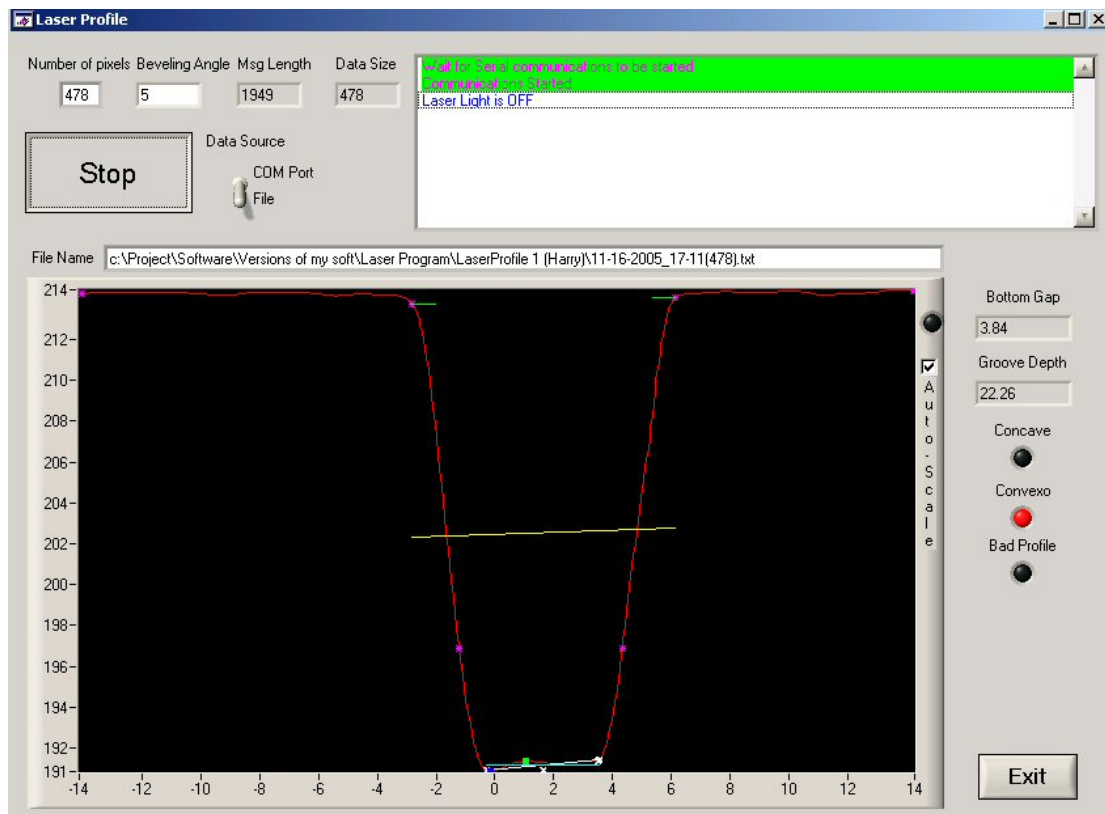 Laser Profile
Number of pixels Beveling Angle Msg Length Data Size
478 5 1949 478
Wait for Serial communications to be started
Communications Started
Laser Light is OFF
Stop
Data Source
COM Port
File
File Name c:\Project\Software\Versions of my soft\Laser Program\LaserProfile 1 (Harry)\11-16-2005_17-11(478).txt
214
212
210
208
206
204
202
200
198
196
194
192
191
-14 -12 -10 -8 -6 -4 -2 0 2 4 6 8 10 12 14
Auto-Scale
Bottom Gap
3.84
Groove Depth
22.26
Concave
Convexo
Bad Profile
Exit